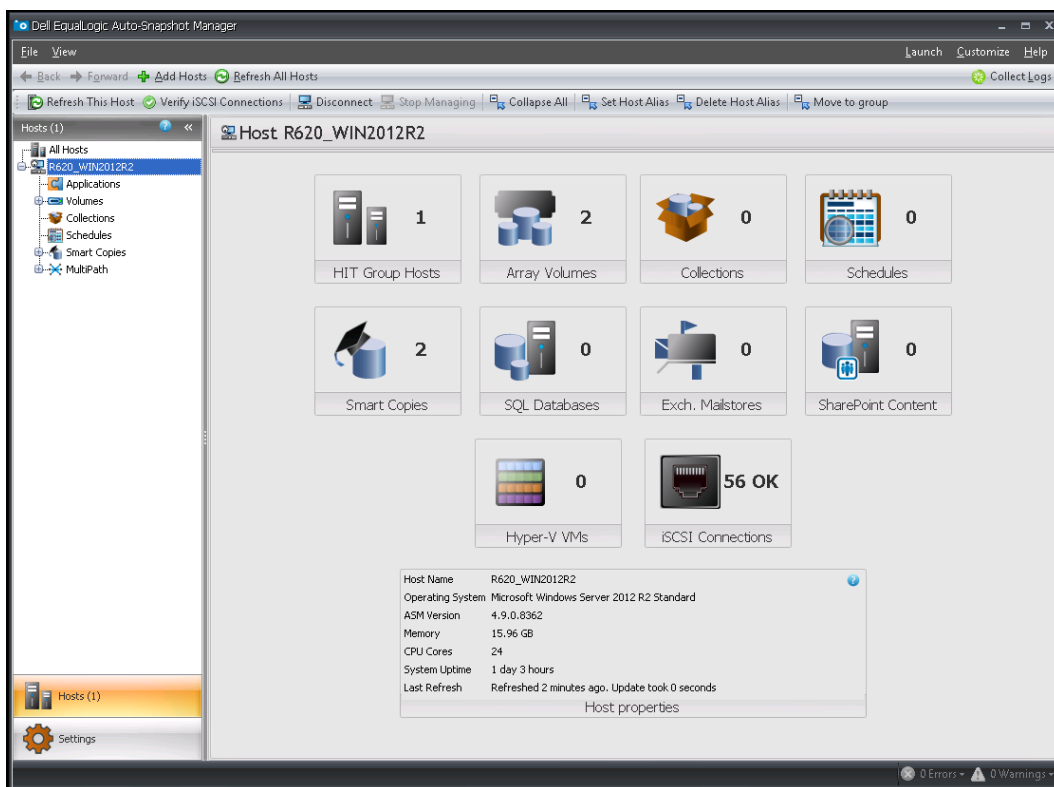 Dell EqualLogic Auto-Snapshot Manager
File View Launch Customize Help
Back Forward Add Hosts Refresh All Hosts Collect Logs
Refresh This Host Verify iSCSI Connections Disconnect Stop Managing Collapse All Set Host Alias Delete Host Alias Move to group
Hosts (1)
All Hosts
R620_WIN2012R2
Applications
Volumes
Collections
Schedules
Smart Copies
MultiPath
Hosts (1)
Settings
Host R620_WIN2012R2
1
HIT Group Hosts
2
Array Volumes
0
Collections
0
Schedules
2
Smart Copies
0
SQL Databases
0
Exch. Mailstores
0
SharePoint Content
0
Hyper-V VMs
56 OK
iSCSI Connections
Host Name R620_WIN2012R2
Operating System Microsoft Windows Server 2012 R2 Standard
ASM Version 4.9.0.8362
Memory 15.96 GB
CPU Cores 24
System Uptime 1 day 3 hours
Last Refresh Refreshed 2 minutes ago. Update took 0 seconds
Host properties
0 Errors 0 Warnings